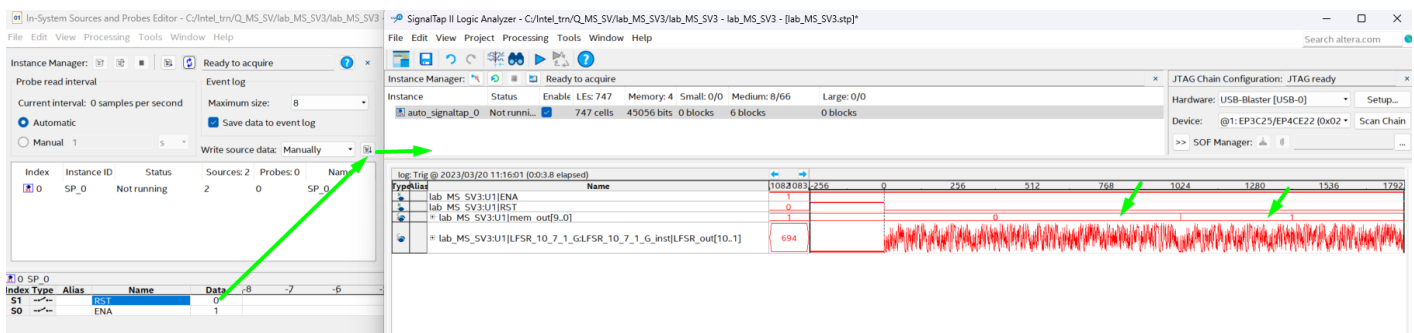 In-System Sources and Probes Editor - C:/Intel_trn/Q_MS_SV/lab_MS_SV3/lab_MS_SV3 -
File Edit View Processing Tools Window Help
Instance Manager: Ready to acquire
Probe read interval
Event log
Current interval: 0 samples per second
Maximum size: 8
Automatic
Save data to event log
Manual 1 s
Write source data: Manually
Index Instance ID Status Sources: 2 Probes: 0 Name
0 SP_0 Not running 2 0 SP_0
0 SP_0
Index Type Alias Name Data -8 -7 -6
S1 RST 0
S0 ENA 1
SignalTap II Logic Analyzer - C:/Intel_trn/Q_MS_SV/lab_MS_SV3/lab_MS_SV3 - lab_MS_SV3 - [lab_MS_SV3.stp]*
File Edit View Project Processing Tools Window Help
Search altera.com
Instance Manager: Ready to acquire
Instance Status Enable LEs: 747 Memory: 4 Small: 0/0 Medium: 8/66 Large: 0/0
auto_signaltap_0 Not runni... 747 cells 45056 bits 0 blocks 6 blocks 0 blocks
JTAG Chain Configuration: JTAG ready
Hardware: USB-Blaster [USB-0] Setup...
Device: @1: EP3C25/EP4CE22 (0x02 Scan Chain
>> SOF Manager: ...
log: Trig @ 2023/03/20 11:16:01 (0:0:3.8 elapsed)
Type Alias Name 1082 1083 -256 0 256 512 768 1024 1280 1536 1792
lab_MS_SV3:U1|ENA 1
lab_MS_SV3:U1|RST 0
lab_MS_SV3:U1|mem_out[9..0] 1 0 1
lab_MS_SV3:U1|LFSR_10_7_1_G:LFSR_10_7_1_G_inst|LFSR_out[10..1] 694